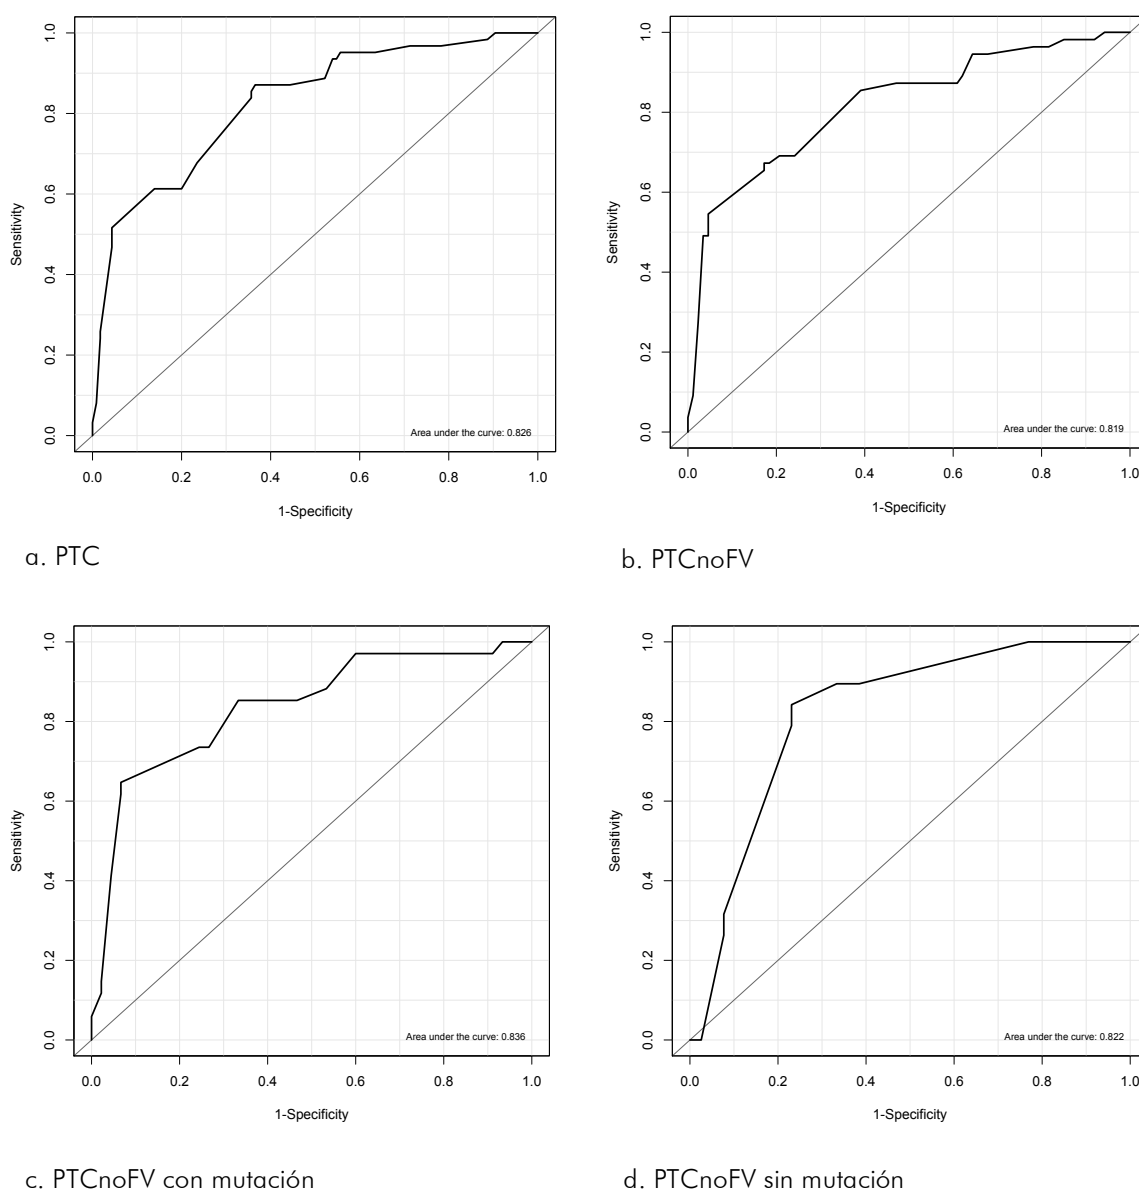 1.0
0.8
0.6
0.4
0.2
0.0
Sensitivity
Area under the curve: 0.826
0.0 0.2 0.4 0.6 0.8 1.0
1-Specificity
a. PTC
1.0
0.8
0.6
0.4
0.2
0.0
Sensitivity
Area under the curve: 0.819
0.0 0.2 0.4 0.6 0.8 1.0
1-Specificity
b. PTCnoFV
1.0
0.8
0.6
0.4
0.2
0.0
Sensitivity
Area under the curve: 0.836
0.0 0.2 0.4 0.6 0.8 1.0
1-Specificity
c. PTCnoFV con mutación
1.0
0.8
0.6
0.4
0.2
0.0
Sensitivity
Area under the curve: 0.822
0.0 0.2 0.4 0.6 0.8 1.0
1-Specificity
d. PTCnoFV sin mutación